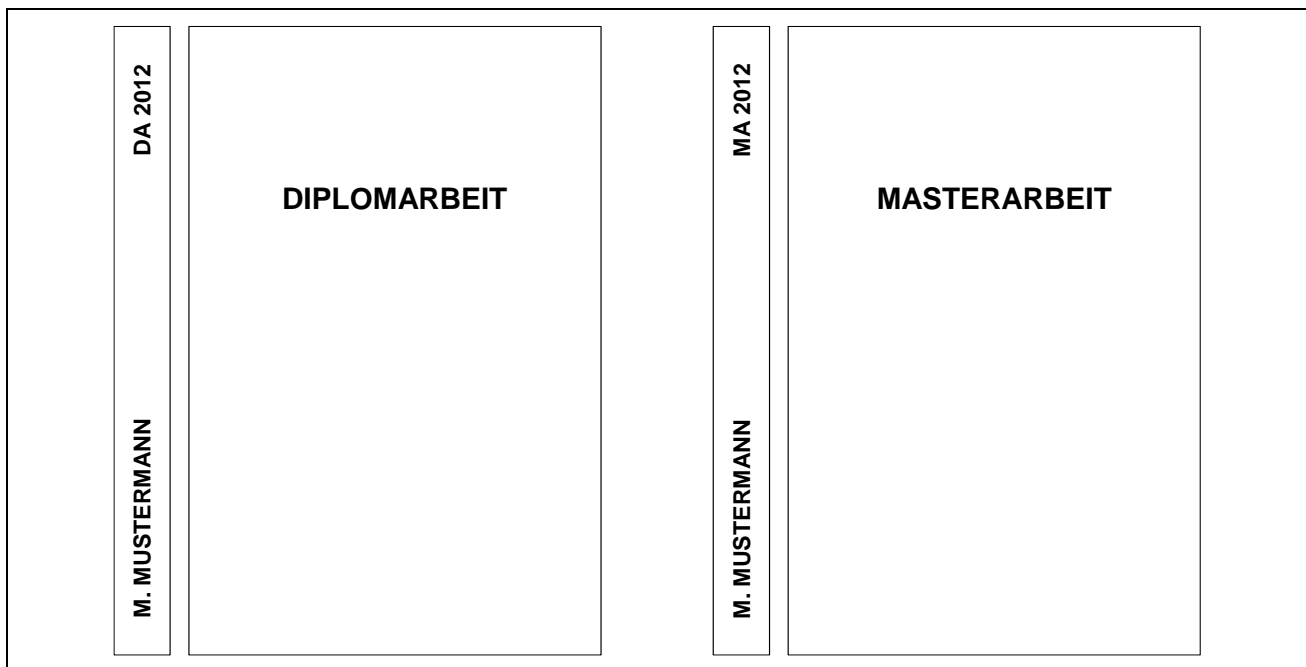 M. MUSTERMANN DA 2012
DIPLOMARBEIT
M. MUSTERMANN MA 2012
MASTERARBEIT